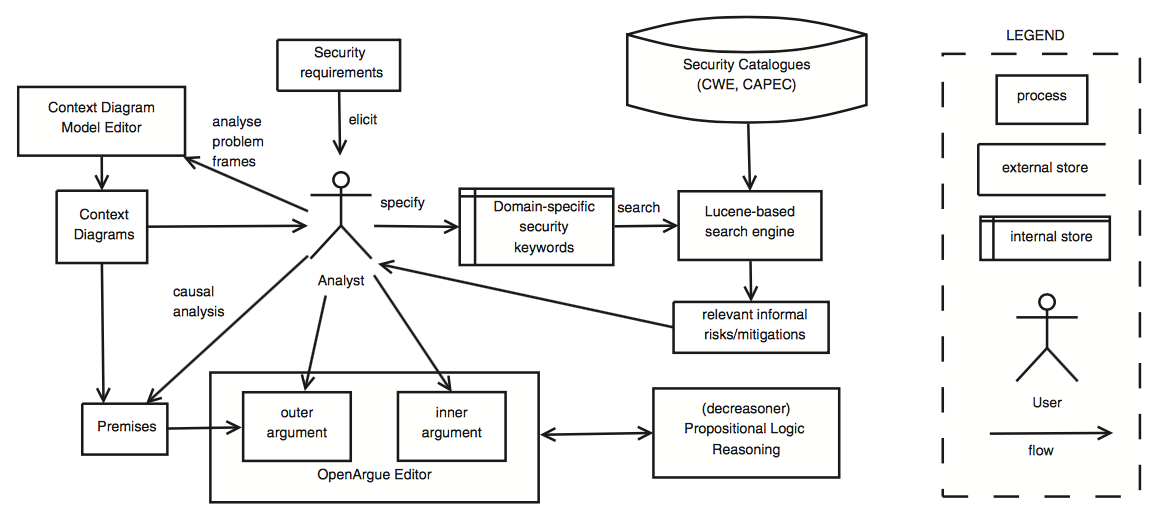 Security
requirements
Security Catalogues
(CWE, CAPEC)
LEGEND
process
Context Diagram
Model Editor
analyse
problem
frames
elicit
external store
specify
Domain-specific
security
keywords
search
Lucene-based
search engine
internal store
Context
Diagrams
Analyst
causal
analysis
relevant informal
risks/mitigations
User
Premises
outer
argument
inner
argument
OpenArgue Editor
(decreasoner)
Propositional Logic
Reasoning
flow